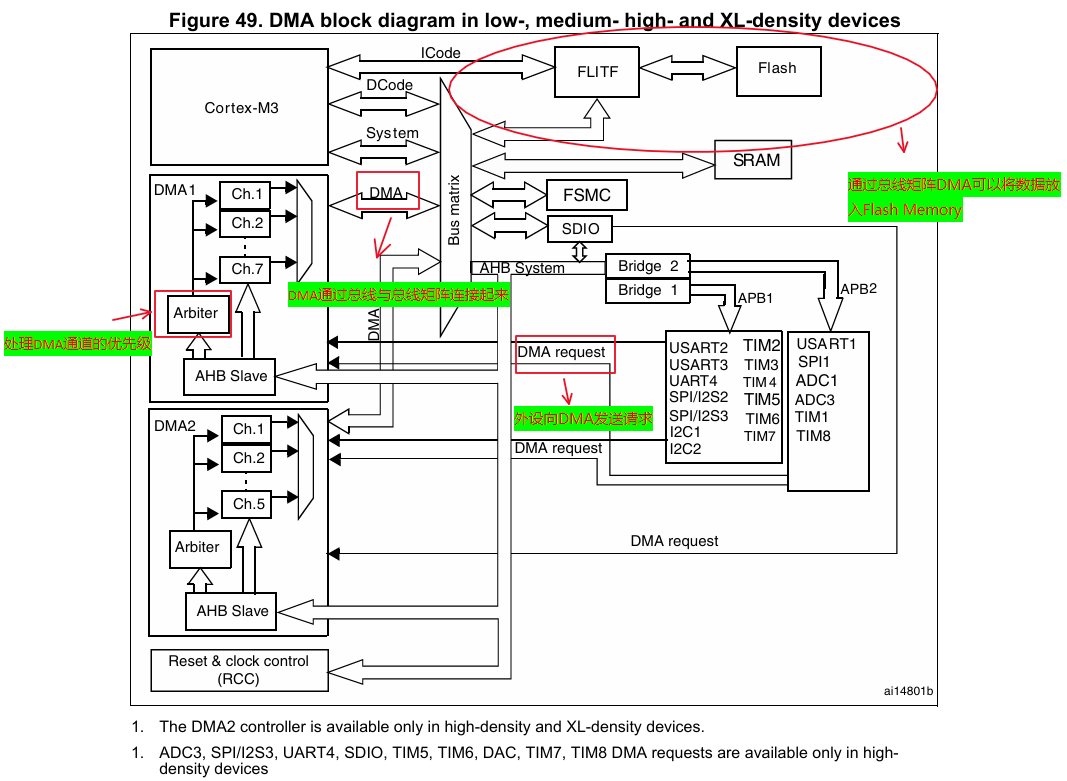 Figure 49. DMA block diagram in low-, medium- high- and XL-density devices
ICode
FLITF
Flash
Cortex-M3
DCode
System
SRAM
DMA1
Ch.1
DMA
FSMC
通过总线矩阵DMA可以将数据放
入Flash Memory
Ch.2
Bus matrix
SDIO
Ch.7
AHB System
Bridge 2
Bridge 1
DMA通过总线与总线矩阵连接起来
APB1
APB2
Arbiter
DMA
处理DMA通道的优先级
DMA request
USART2
USART3
UART4
SPI/I2S2
SPI/I2S3
I2C1
I2C2
TIM2
TIM3
TIM4
TIM5
TIM6
TIM7
USART1
SPI1
ADC1
ADC3
TIM1
TIM8
AHB Slave
外设向DMA发送请求
DMA2
Ch.1
DMA request
Ch.2
Ch.5
Arbiter
DMA request
AHB Slave
Reset & clock control
(RCC)
ai14801b
1. The DMA2 controller is available only in high-density and XL-density devices.
1. ADC3, SPI/I2S3, UART4, SDIO, TIM5, TIM6, DAC, TIM7, TIM8 DMA requests are available only in high-
density devices